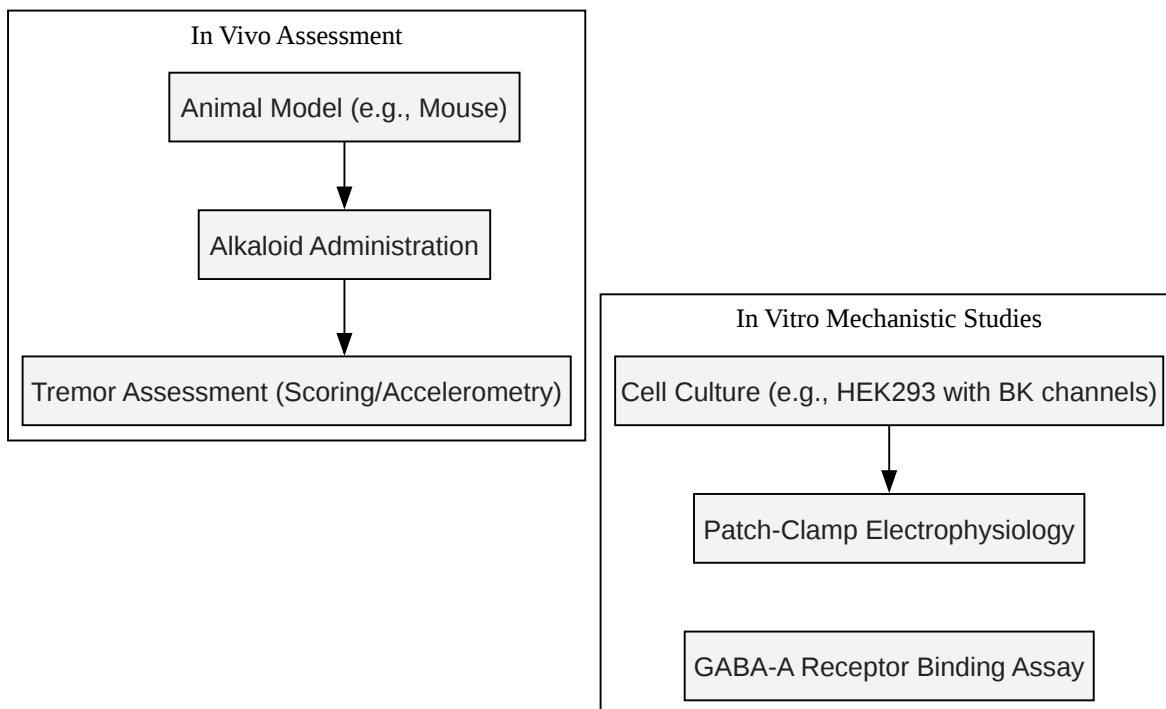 In Vivo Assessment
Animal Model (e.g., Mouse)
Alkaloid Administration
Tremor Assessment (Scoring/Accelerometry)
In Vitro Mechanistic Studies
Cell Culture (e.g., HEK293 with BK channels)
Patch-Clamp Electrophysiology
GABA-A Receptor Binding Assay